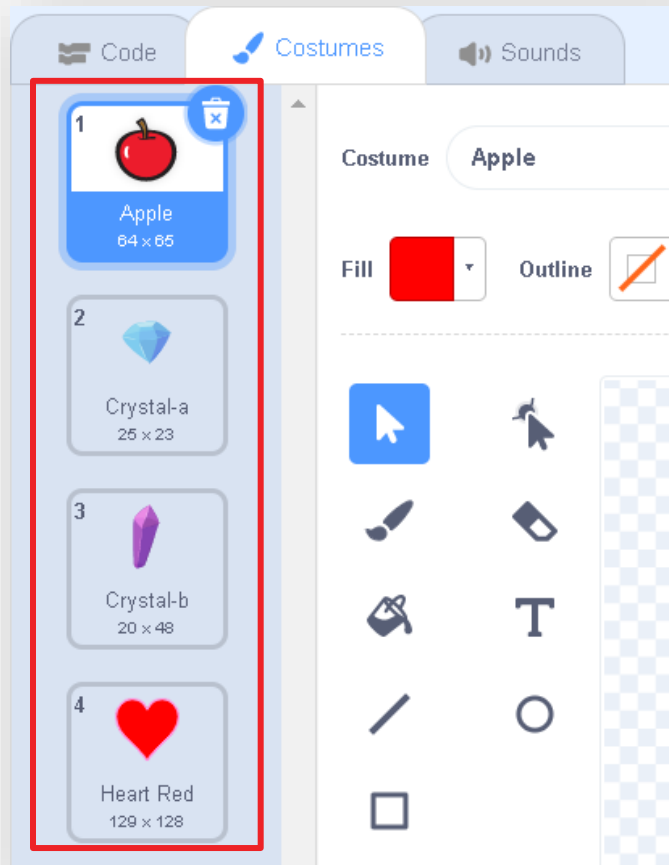 Code
Costumes
Sounds
1
Apple
64 × 65
2
Crystal-a
25 × 23
3
Crystal-b
20 × 48
4
Heart Red
129 × 128
Costume
Apple
Fill
Outline
T